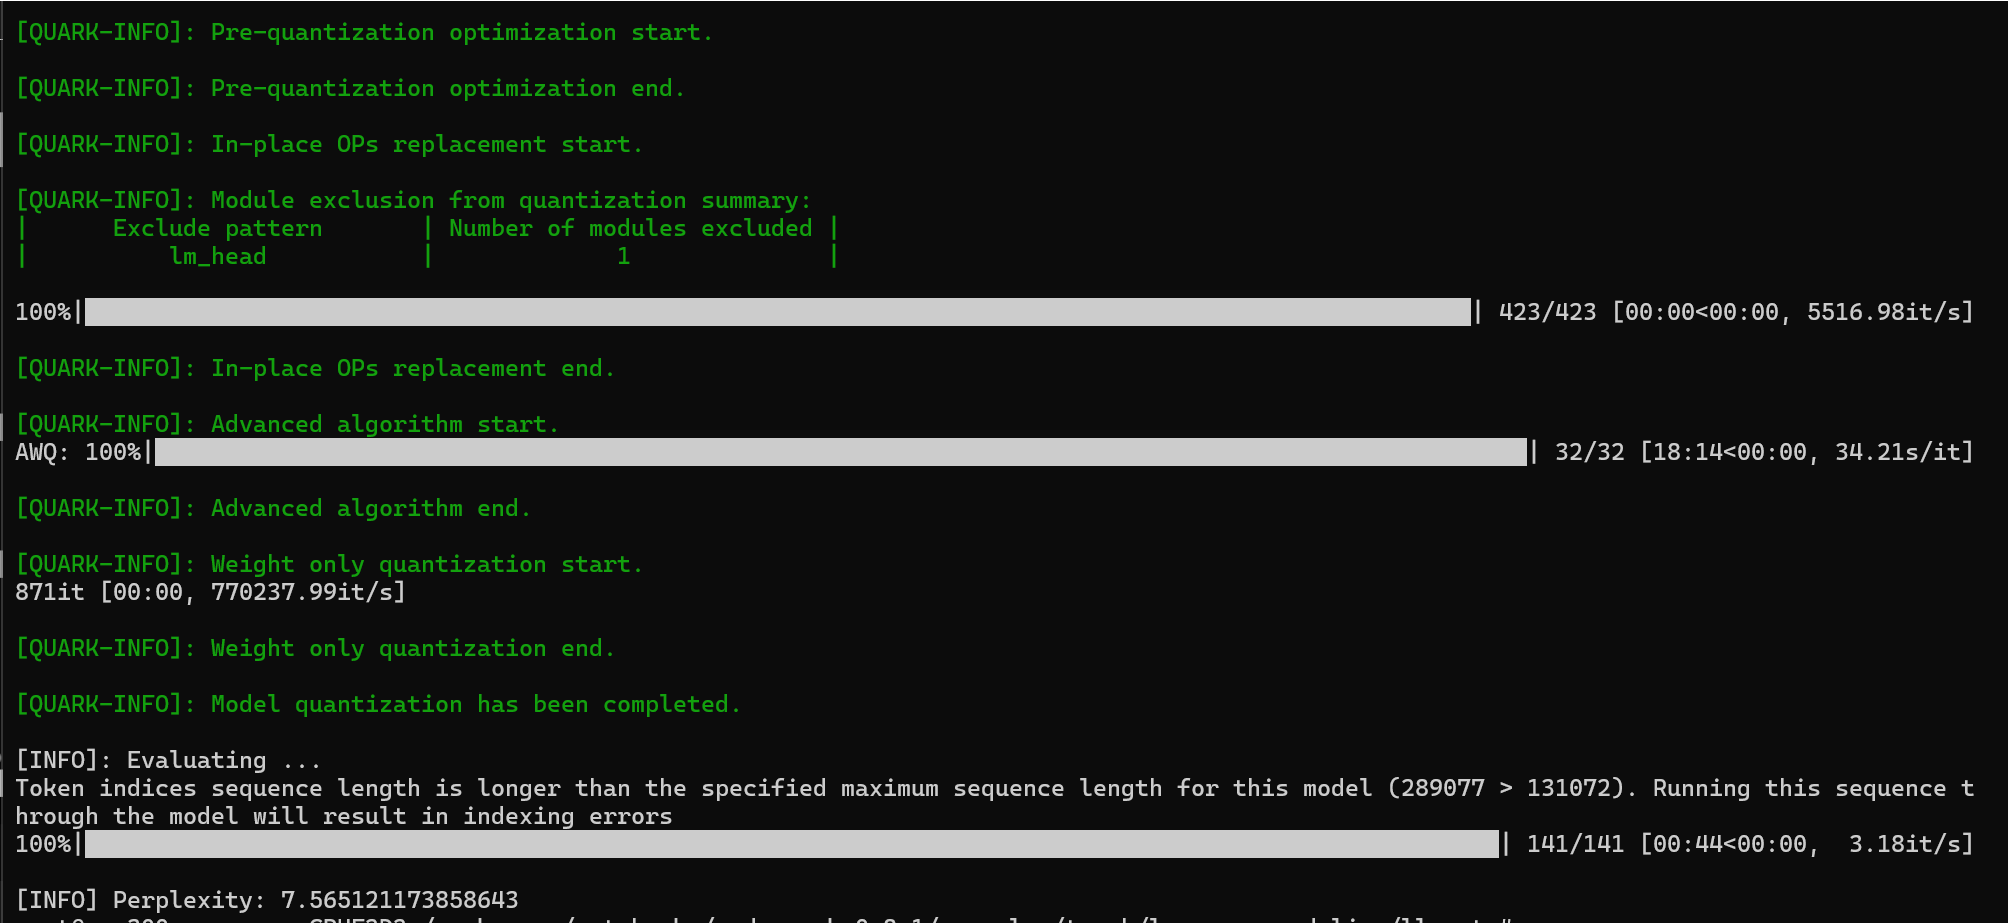 [QUARK-INFO]: Pre-quantization optimization start.
[QUARK-INFO]: Pre-quantization optimization end.
[QUARK-INFO]: In-place OPs replacement start.
[QUARK-INFO]: Module exclusion from quantization summary:
| Exclude pattern | Number of modules excluded |
| lm_head | 1 |
100%| | 423/423 [00:00<00:00, 5516.98it/s]
[QUARK-INFO]: In-place OPs replacement end.
[QUARK-INFO]: Advanced algorithm start.
AWQ: 100%| | 32/32 [18:14<00:00, 34.21s/it]
[QUARK-INFO]: Advanced algorithm end.
[QUARK-INFO]: Weight only quantization start.
871it [00:00, 770237.99it/s]
[QUARK-INFO]: Weight only quantization end.
[QUARK-INFO]: Model quantization has been completed.
[INFO]: Evaluating ...
Token indices sequence length is longer than the specified maximum sequence length for this model (289077 > 131072). Running this sequence t
hrough the model will result in indexing errors
100%| | 141/141 [00:44<00:00,  3.18it/s]
[INFO] Perplexity: 7.565121173858643